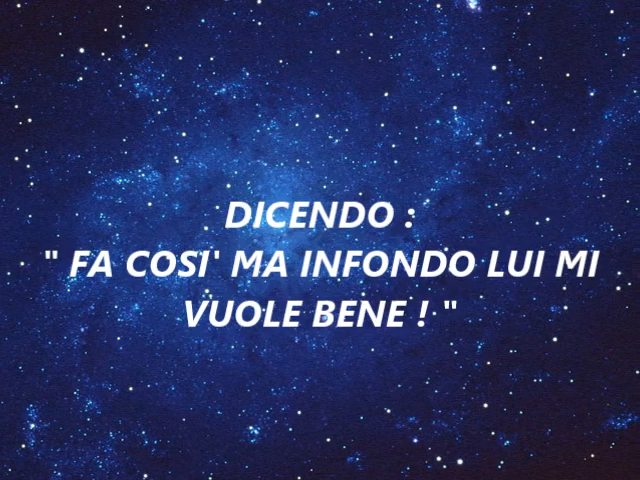 DICENDO :
" FA COSI' MA INFONDO LUI MI
VUOLE BENE ! "